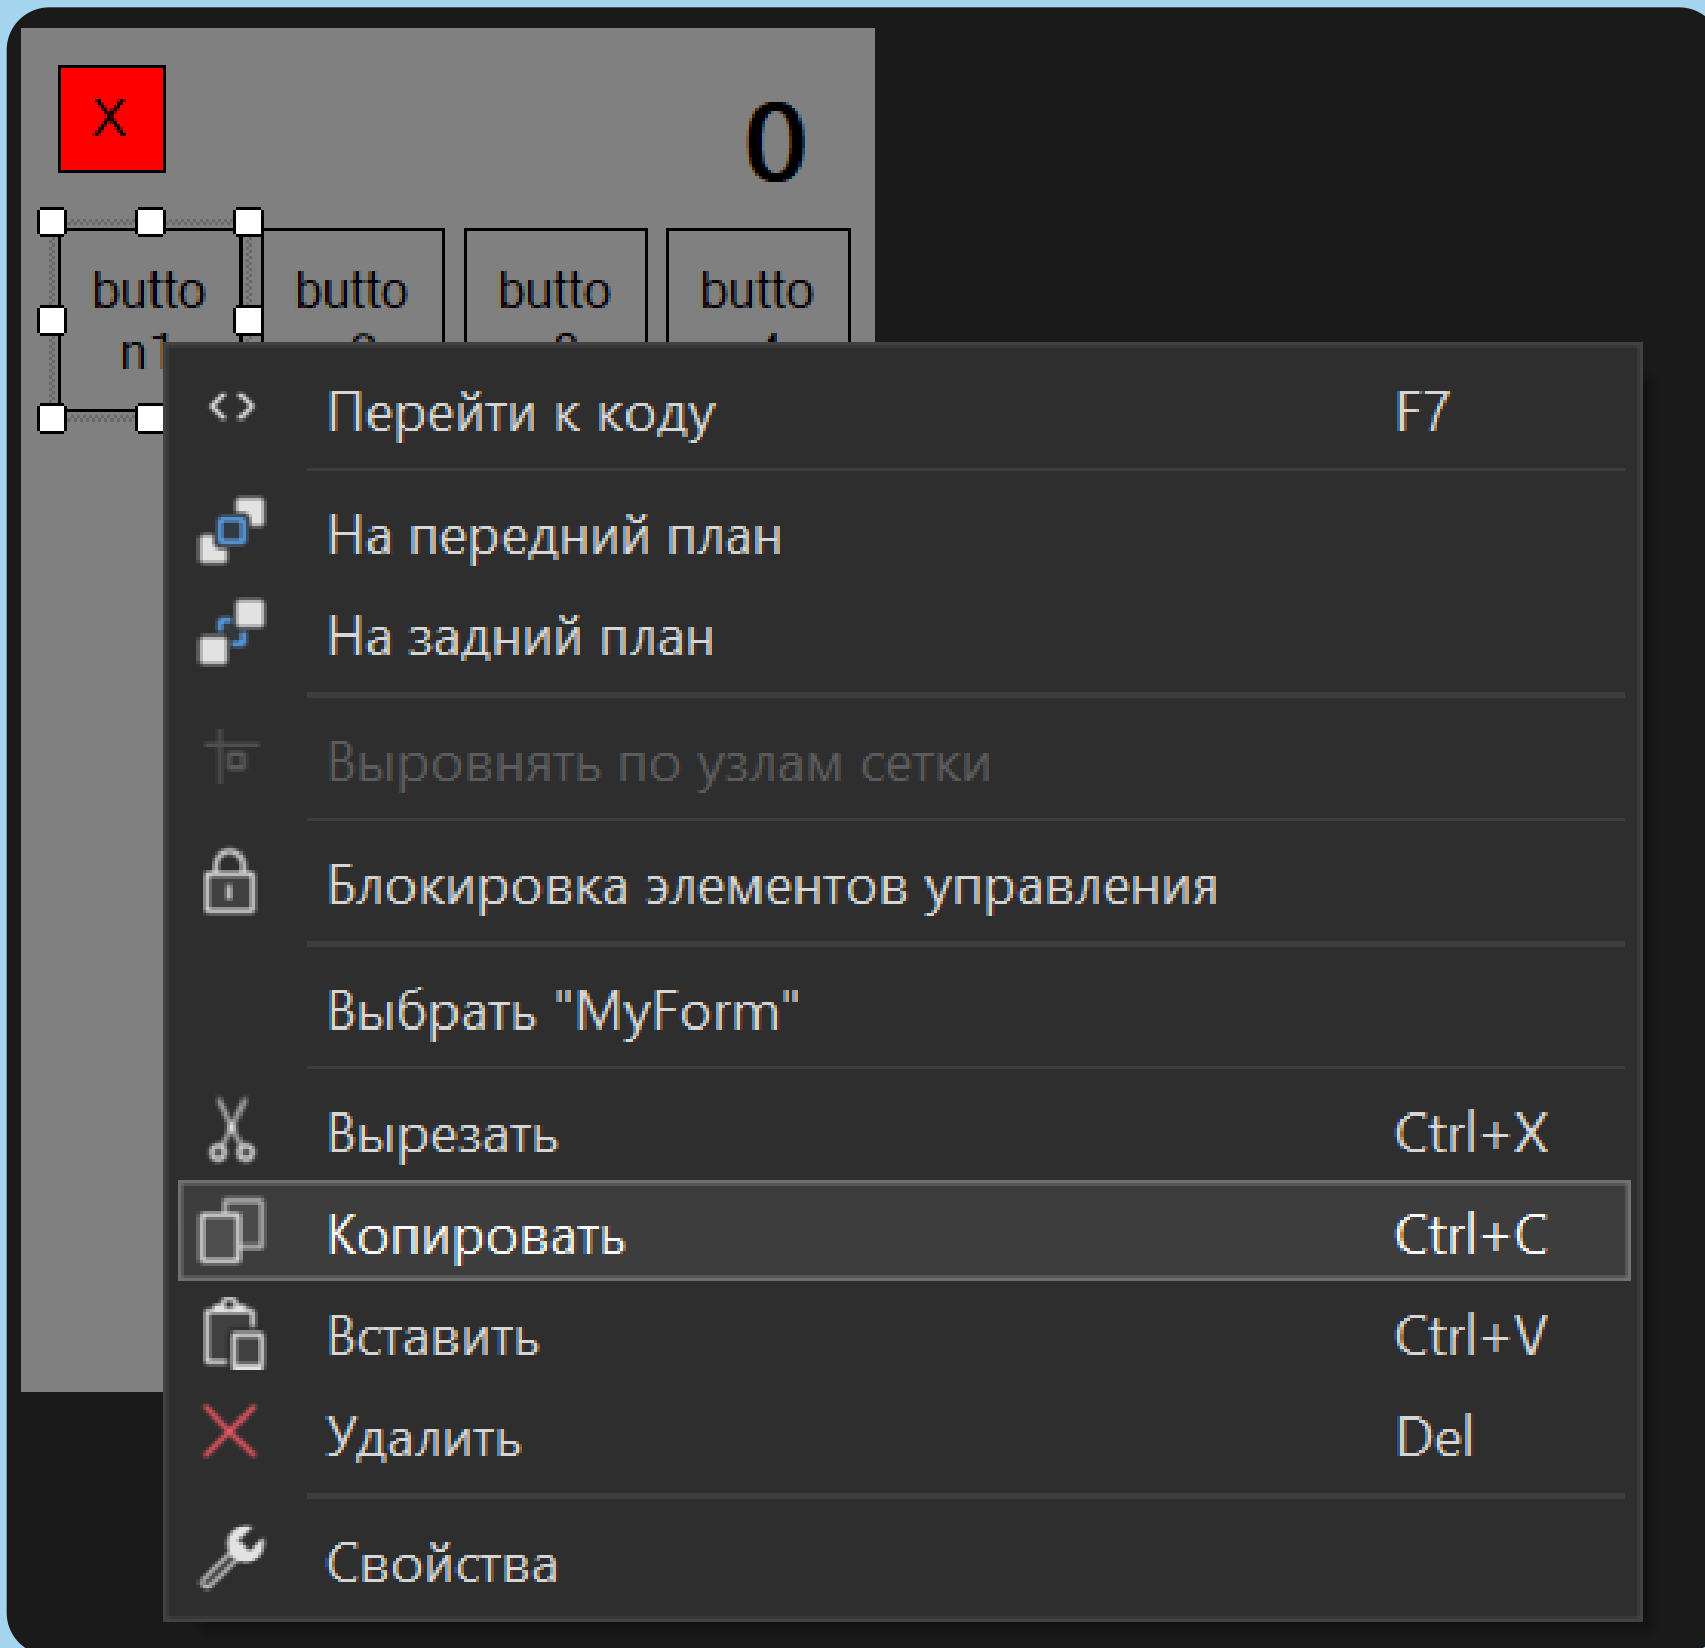 X
0
butto butto butto butto
n1
Перейти к коду F7
На передний план
На задний план
Выровнять по узлам сетки
Блокировка элементов управления
Выбрать "MyForm"
Вырезать Ctrl+X
Копировать Ctrl+C
Вставить Ctrl+V
Удалить Del
Свойства